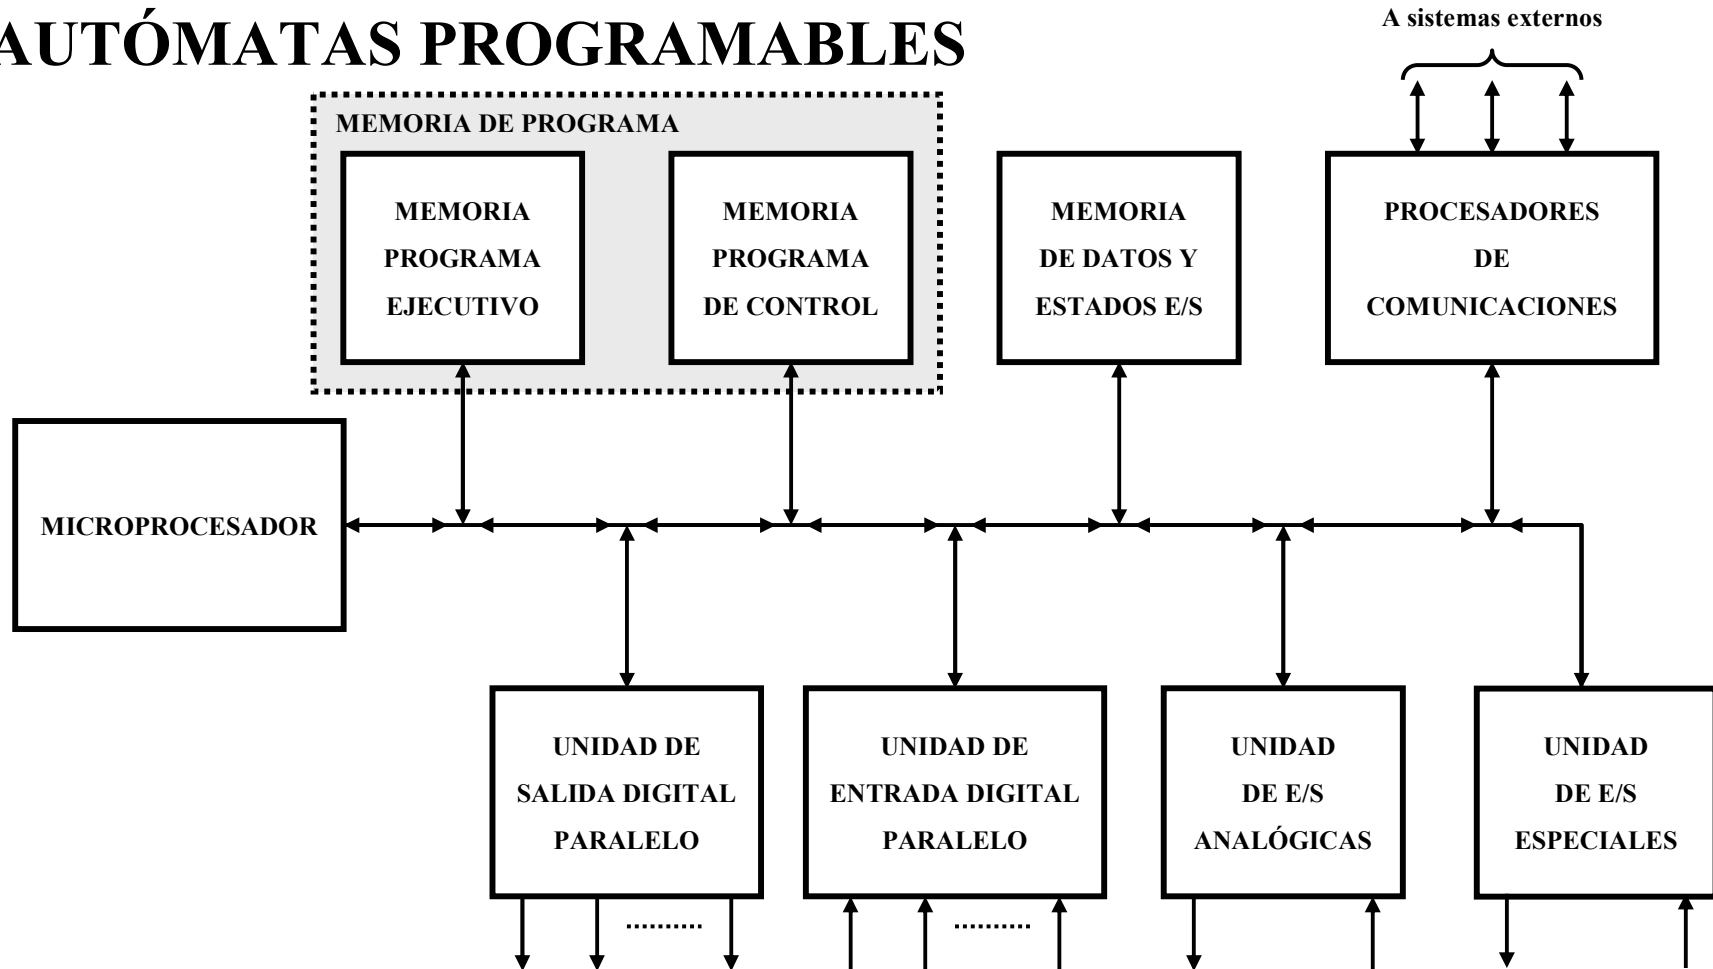 AUTÓMATAS PROGRAMABLES
A sistemas externos
MEMORIA DE PROGRAMA
MEMORIA
PROGRAMA
EJECUTIVO
MEMORIA
PROGRAMA
DE CONTROL
MEMORIA
DE DATOS Y
ESTADOS E/S
PROCESADORES
DE
COMUNICACIONES
MICROPROCESADOR
UNIDAD DE
SALIDA DIGITAL
PARALELO
UNIDAD DE
ENTRADA DIGITAL
PARALELO
UNIDAD
DE E/S
ANALÓGICAS
UNIDAD
DE E/S
ESPECIALES